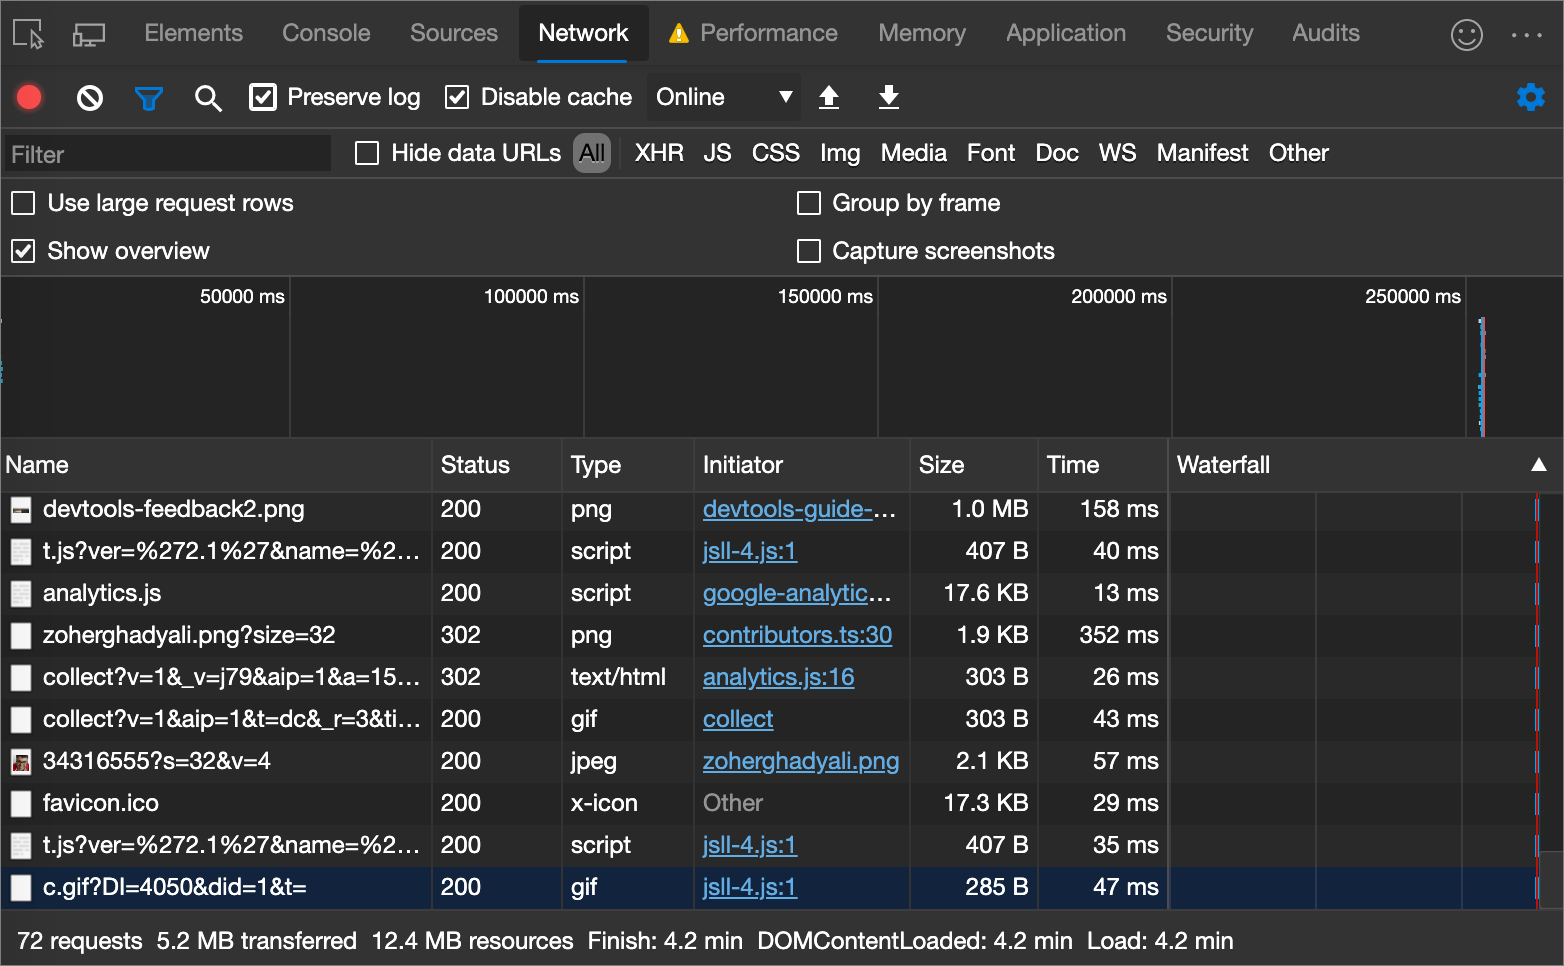 Elements Console Sources Network Performance Memory Application Security Audits
Preserve log Disable cache Online
Filter Hide data URLs All XHR JS CSS Img Media Font Doc WS Manifest Other
Use large request rows Group by frame
Show overview Capture screenshots
50000 ms 100000 ms 150000 ms 200000 ms 250000 ms
Name Status Type Initiator Size Time Waterfall
devtools-feedback2.png 200 png devtools-guide-... 1.0 MB 158 ms
t.js?ver=%272.1%27&name=%2... 200 script jsll-4.js:1 407 B 40 ms
analytics.js 200 script google-analytic... 17.6 KB 13 ms
zoherghadyali.png?size=32 302 png contributors.ts:30 1.9 KB 352 ms
collect?v=1&_v=j79&aip=1&a=15... 302 text/html analytics.js:16 303 B 26 ms
collect?v=1&aip=1&t=dc&_r=3&ti... 200 gif collect 303 B 43 ms
34316555?s=32&v=4 200 jpeg zoherghadyali.png 2.1 KB 57 ms
favicon.ico 200 x-icon Other 17.3 KB 29 ms
t.js?ver=%272.1%27&name=%2... 200 script jsll-4.js:1 407 B 35 ms
c.gif?DI=4050&did=1&t= 200 gif jsll-4.js:1 285 B 47 ms
72 requests 5.2 MB transferred 12.4 MB resources Finish: 4.2 min DOMContentLoaded: 4.2 min Load: 4.2 min